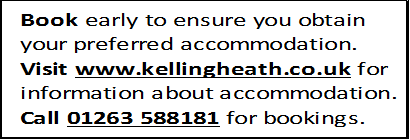 Book early to ensure you obtain
your preferred accommodation.
Visit www.kellingheath.co.uk for
information about accommodation.
Call 01263 588181 for bookings.